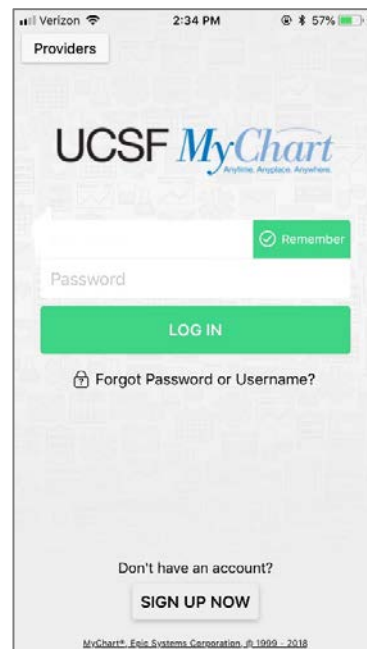 Verizon 2:34 PM 57%
Providers
UCSF MyChart
Anytime. Anyplace. Anywhere.
Remember
Password
LOG IN
Forgot Password or Username?
Don't have an account?
SIGN UP NOW
MyChart®, Epic Systems Corporation, © 1999 - 2018